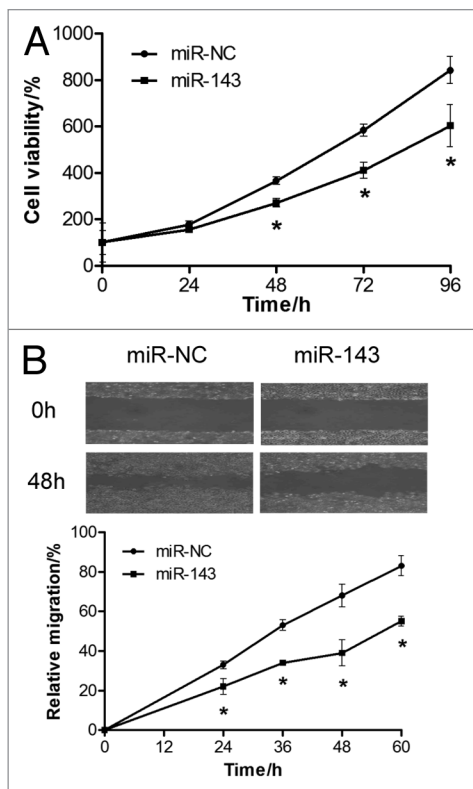 A
miR-NC
miR-143
Cell viability/%
1000
800
600
400
200
0
*
*
*
0 24 48 72 96
Time/h
B
miR-NC miR-143
0h
48h
miR-NC
miR-143
Relative migration/%
100
80
60
40
20
0
*
*
*
*
0 12 24 36 48 60
Time/h